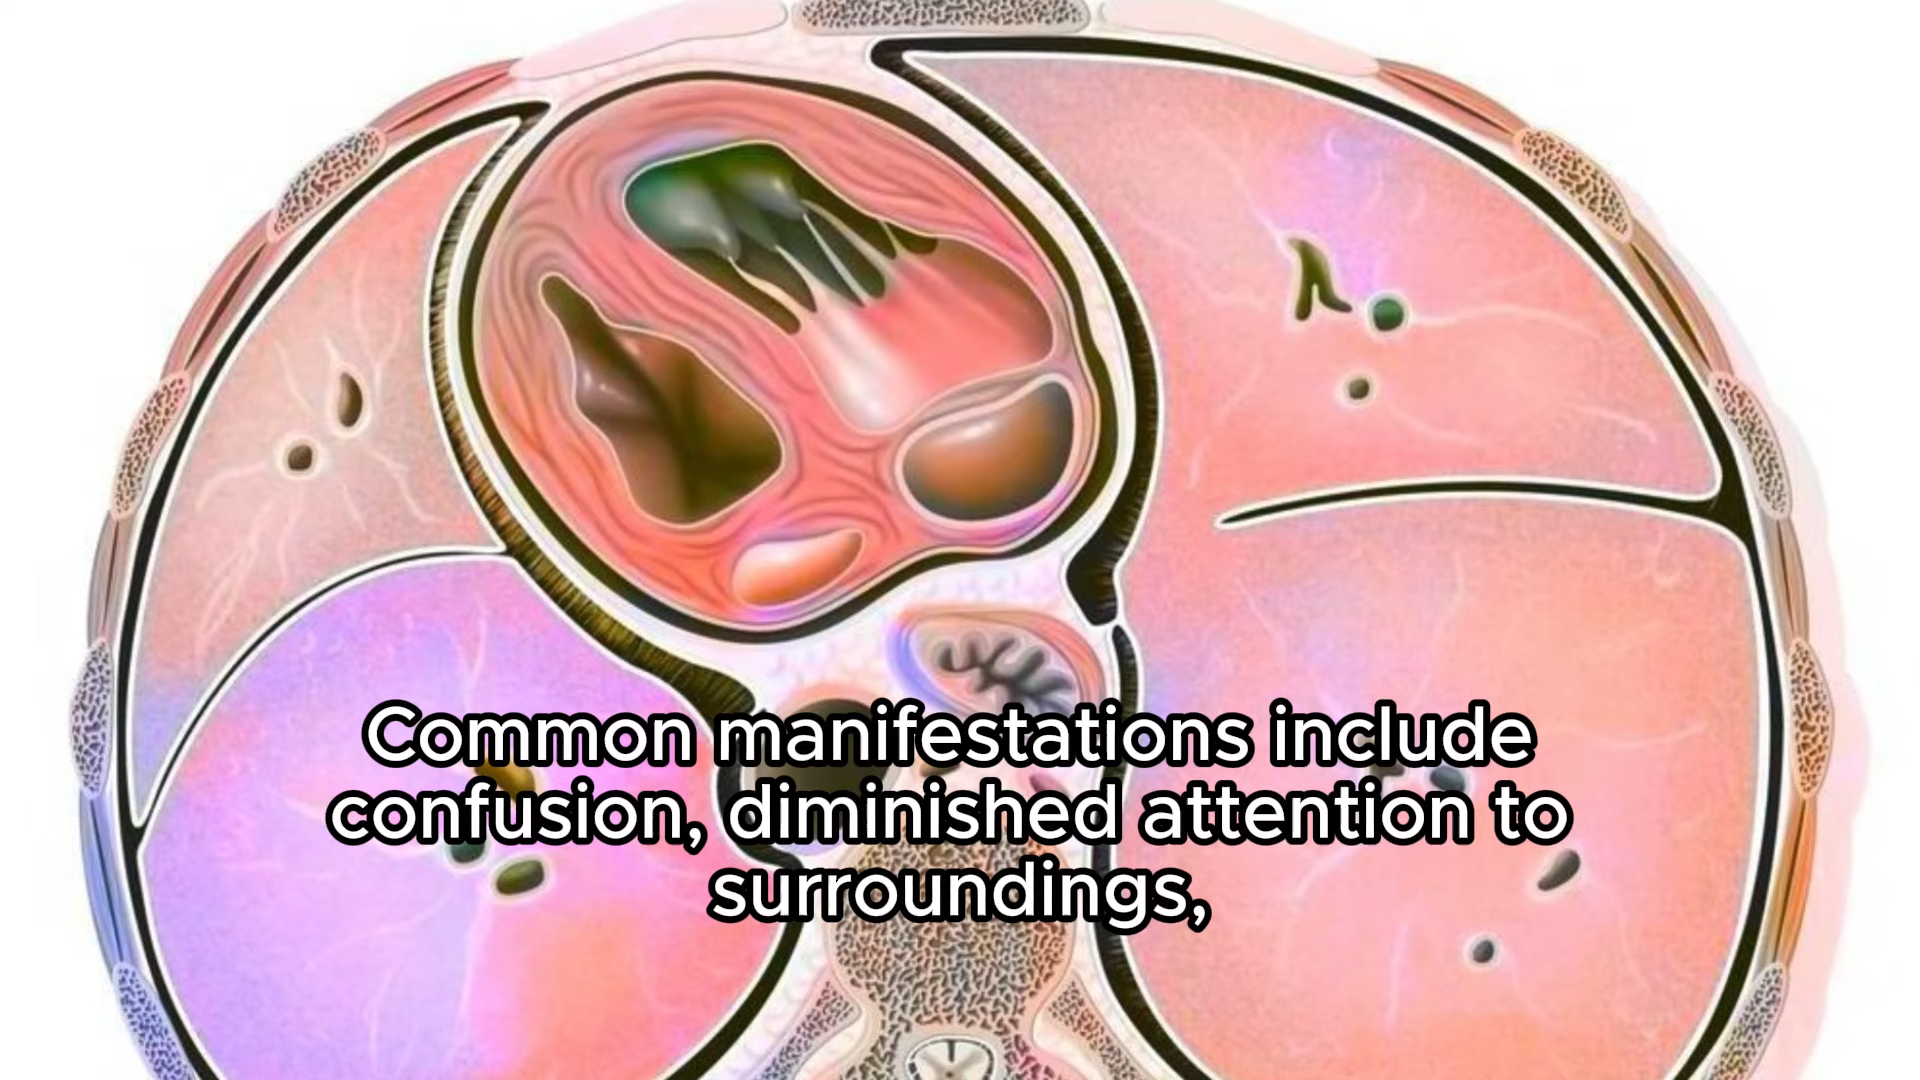 Common manifestations include
confusion, diminished attention to
surroundings,